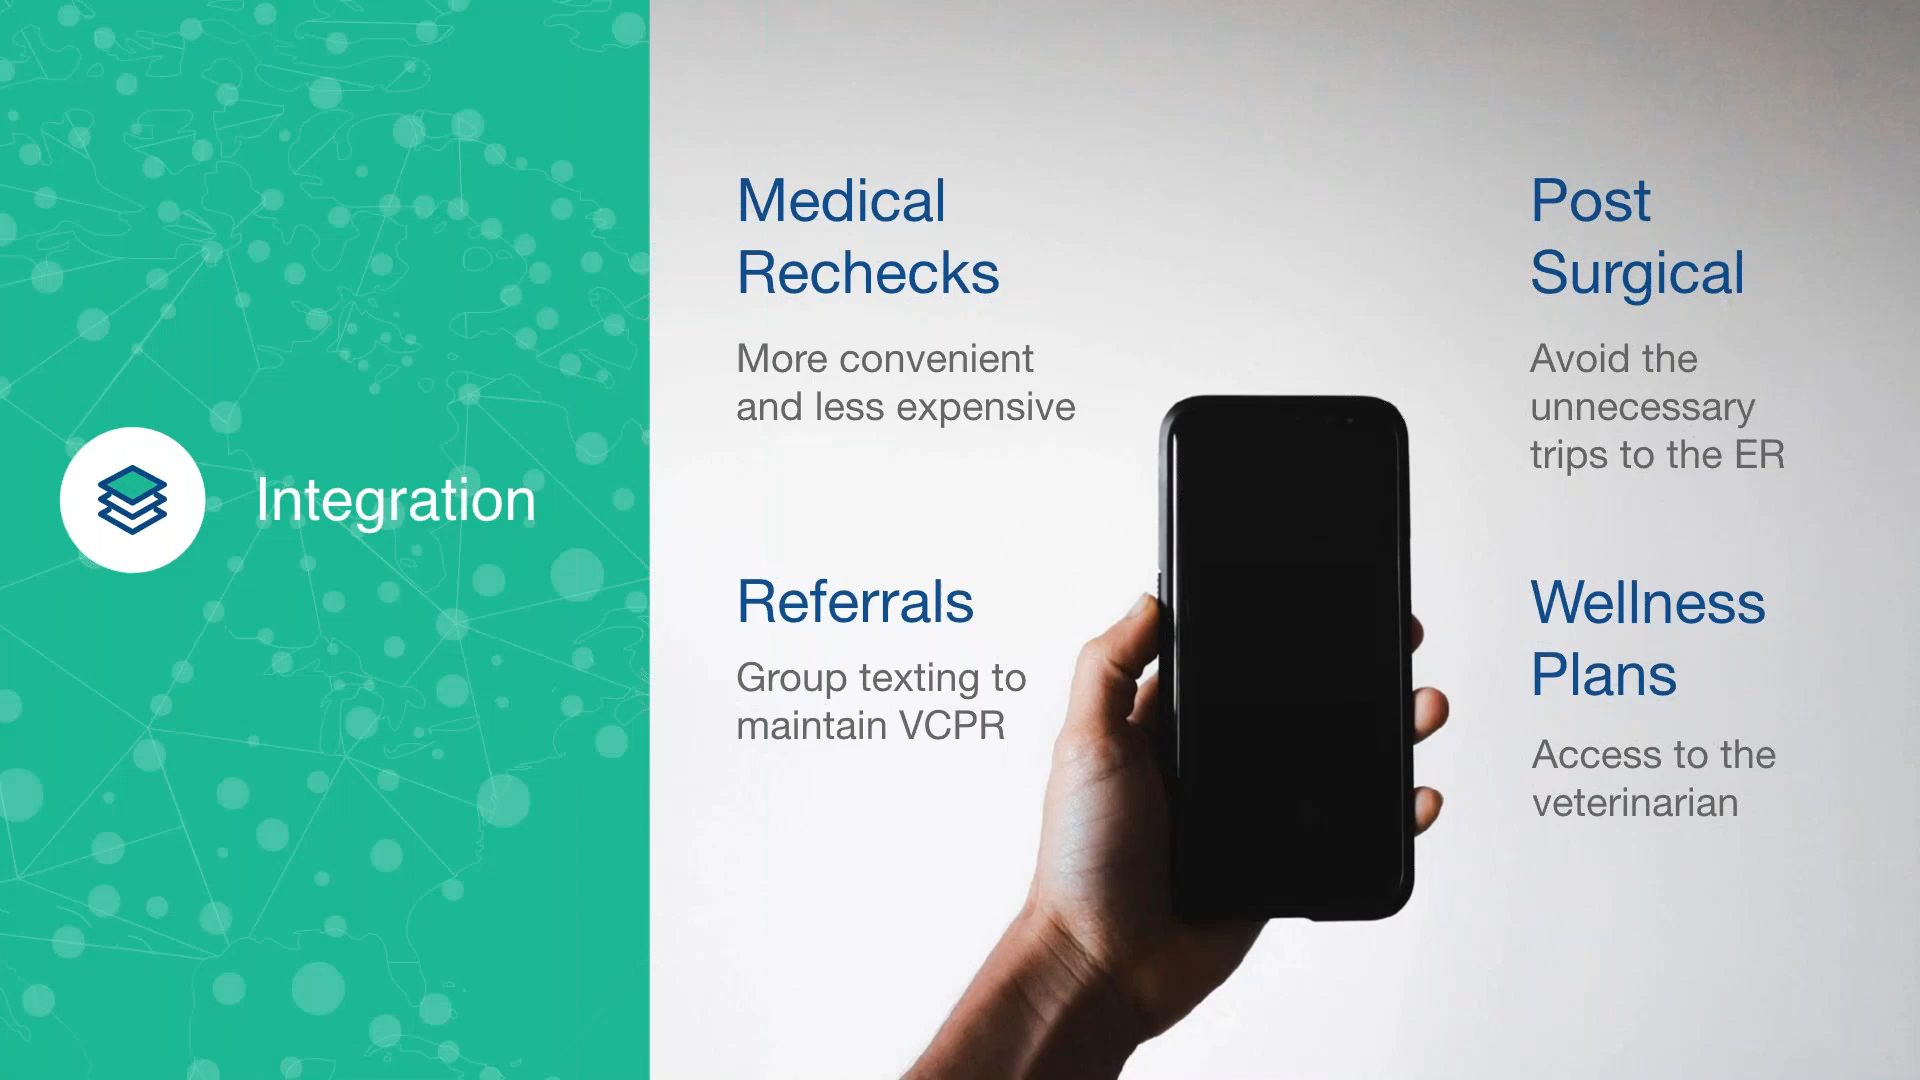 Integration
Medical
Rechecks
More convenient
and less expensive
Referrals
Group texting to
maintain VCPR
Post
Surgical
Avoid the
unnecessary
trips to the ER
Wellness
Plans
Access to the
veterinarian